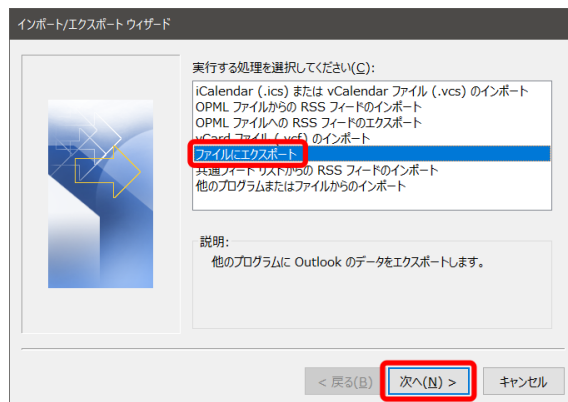 インポート/エクスポート ウィザード
実行する処理を選択してください(C):
iCalendar (.ics) または vCalendar ファイル (.vcs) のインポート
OPML ファイルからの RSS フィードのインポート
OPML ファイルへの RSS フィードのエクスポート
vCard ファイル (.vcf) のインポート
ファイルにエクスポート
共通フィード リストからの RSS フィードのインポート
他のプログラムまたはファイルからのインポート
説明:
他のプログラムに Outlook のデータをエクスポートします。
< 戻る(B) 次へ(N) > キャンセル